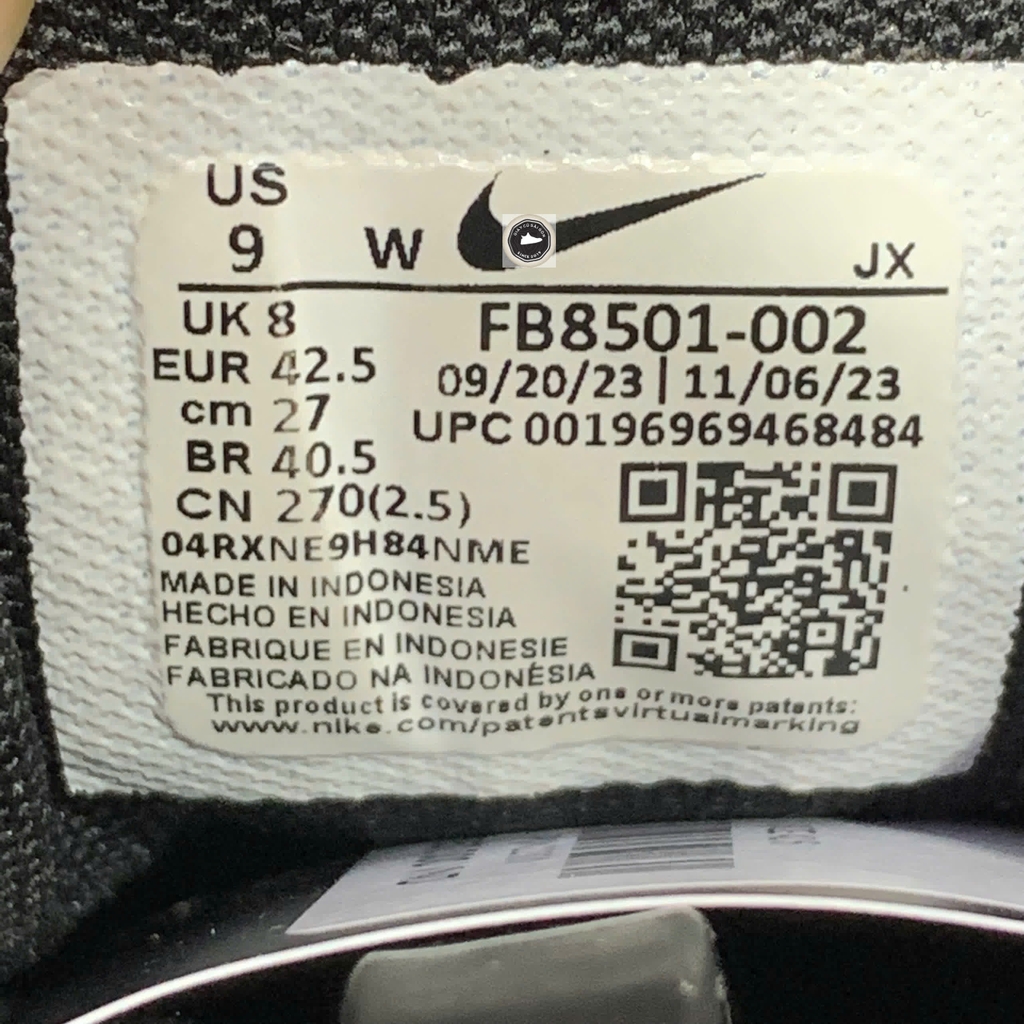 US
9 W
JX
UK 8
EUR 42.5
cm 27
BR 40.5
CN 270(2.5)
FB8501-002
09/20/23 | 11/06/23
UPC 00196969468484
04RXNE9H84NME
MADE IN INDONESIA
HECHO EN INDONESIA
FABRIQUE EN INDONESIE
FABRICADO NA INDONÉSIA
This product is covered by one or more patents:
www.nike.com/patentsvirtualmarking